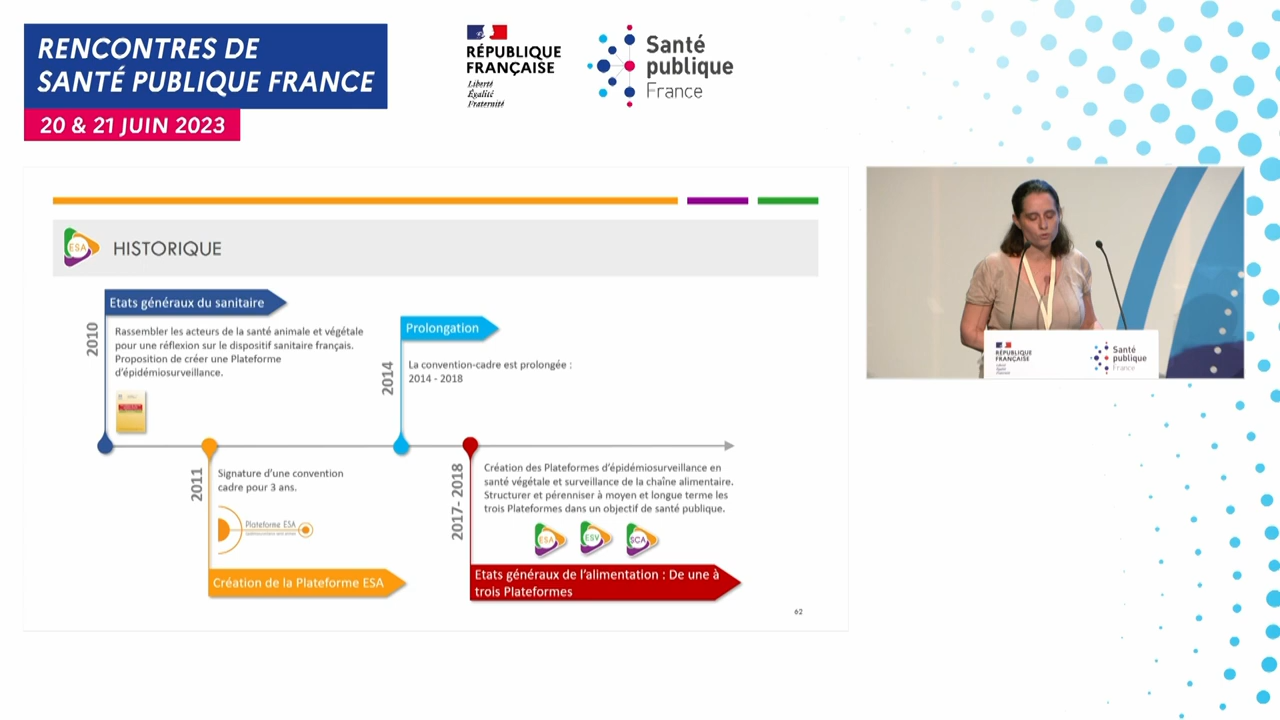 RENCONTRES DE
SANTÉ PUBLIQUE FRANCE
20 & 21 JUIN 2023
RÉPUBLIQUE
FRANÇAISE
Liberté
Égalité
Fraternité
Santé
publique
France
ESA
HISTORIQUE
Etats généraux du sanitaire
2010
Rassembler les acteurs de la santé animale et végétale
pour une réflexion sur le dispositif sanitaire français.
Proposition de créer une Plateforme
d'épidémiosurveillance.
Prolongation
2014
La convention-cadre est prolongée :
2014 - 2018
2011
Signature d'une convention
cadre pour 3 ans.
Plateforme ESA
Création de la Plateforme ESA
2017- 2018
Création des Plateformes d'épidémiosurveillance en
santé végétale et surveillance de la chaîne alimentaire.
Structurer et pérenniser à moyen et longue terme les
trois Plateformes dans un objectif de santé publique.
ESA
ESV
SCA
Etats généraux de l'alimentation : De une à
trois Plateformes
62
RÉPUBLIQUE
FRANÇAISE
Santé
publique
France